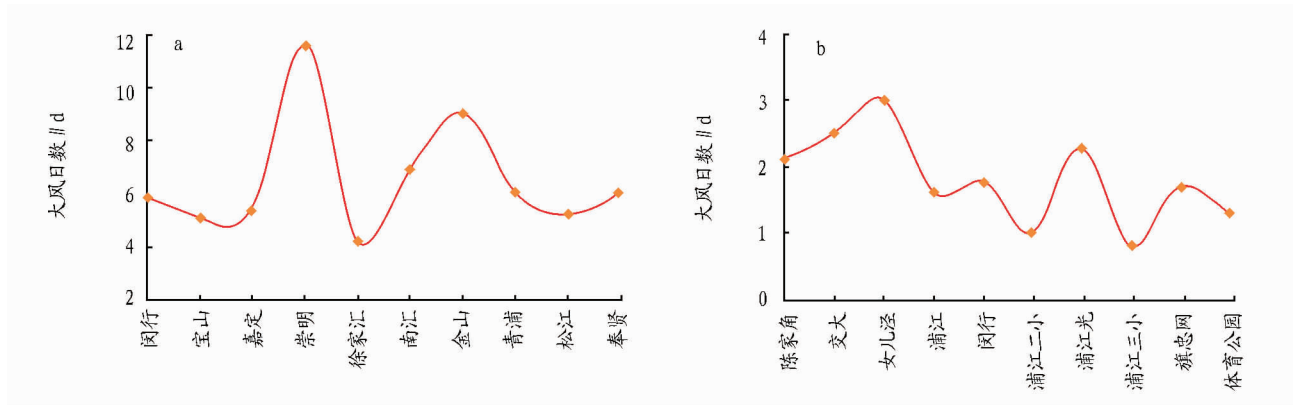 a
大风日数∥d
12
10
8
6
4
2
闵行
宝山
嘉定
崇明
徐家汇
南汇
金山
青浦
松江
奉贤
b
大风日数∥d
4
3
2
1
0
陈家角
交大
女儿泾
浦江
闵行
浦江二小
浦江光
浦江三小
旗忠网
体育公园